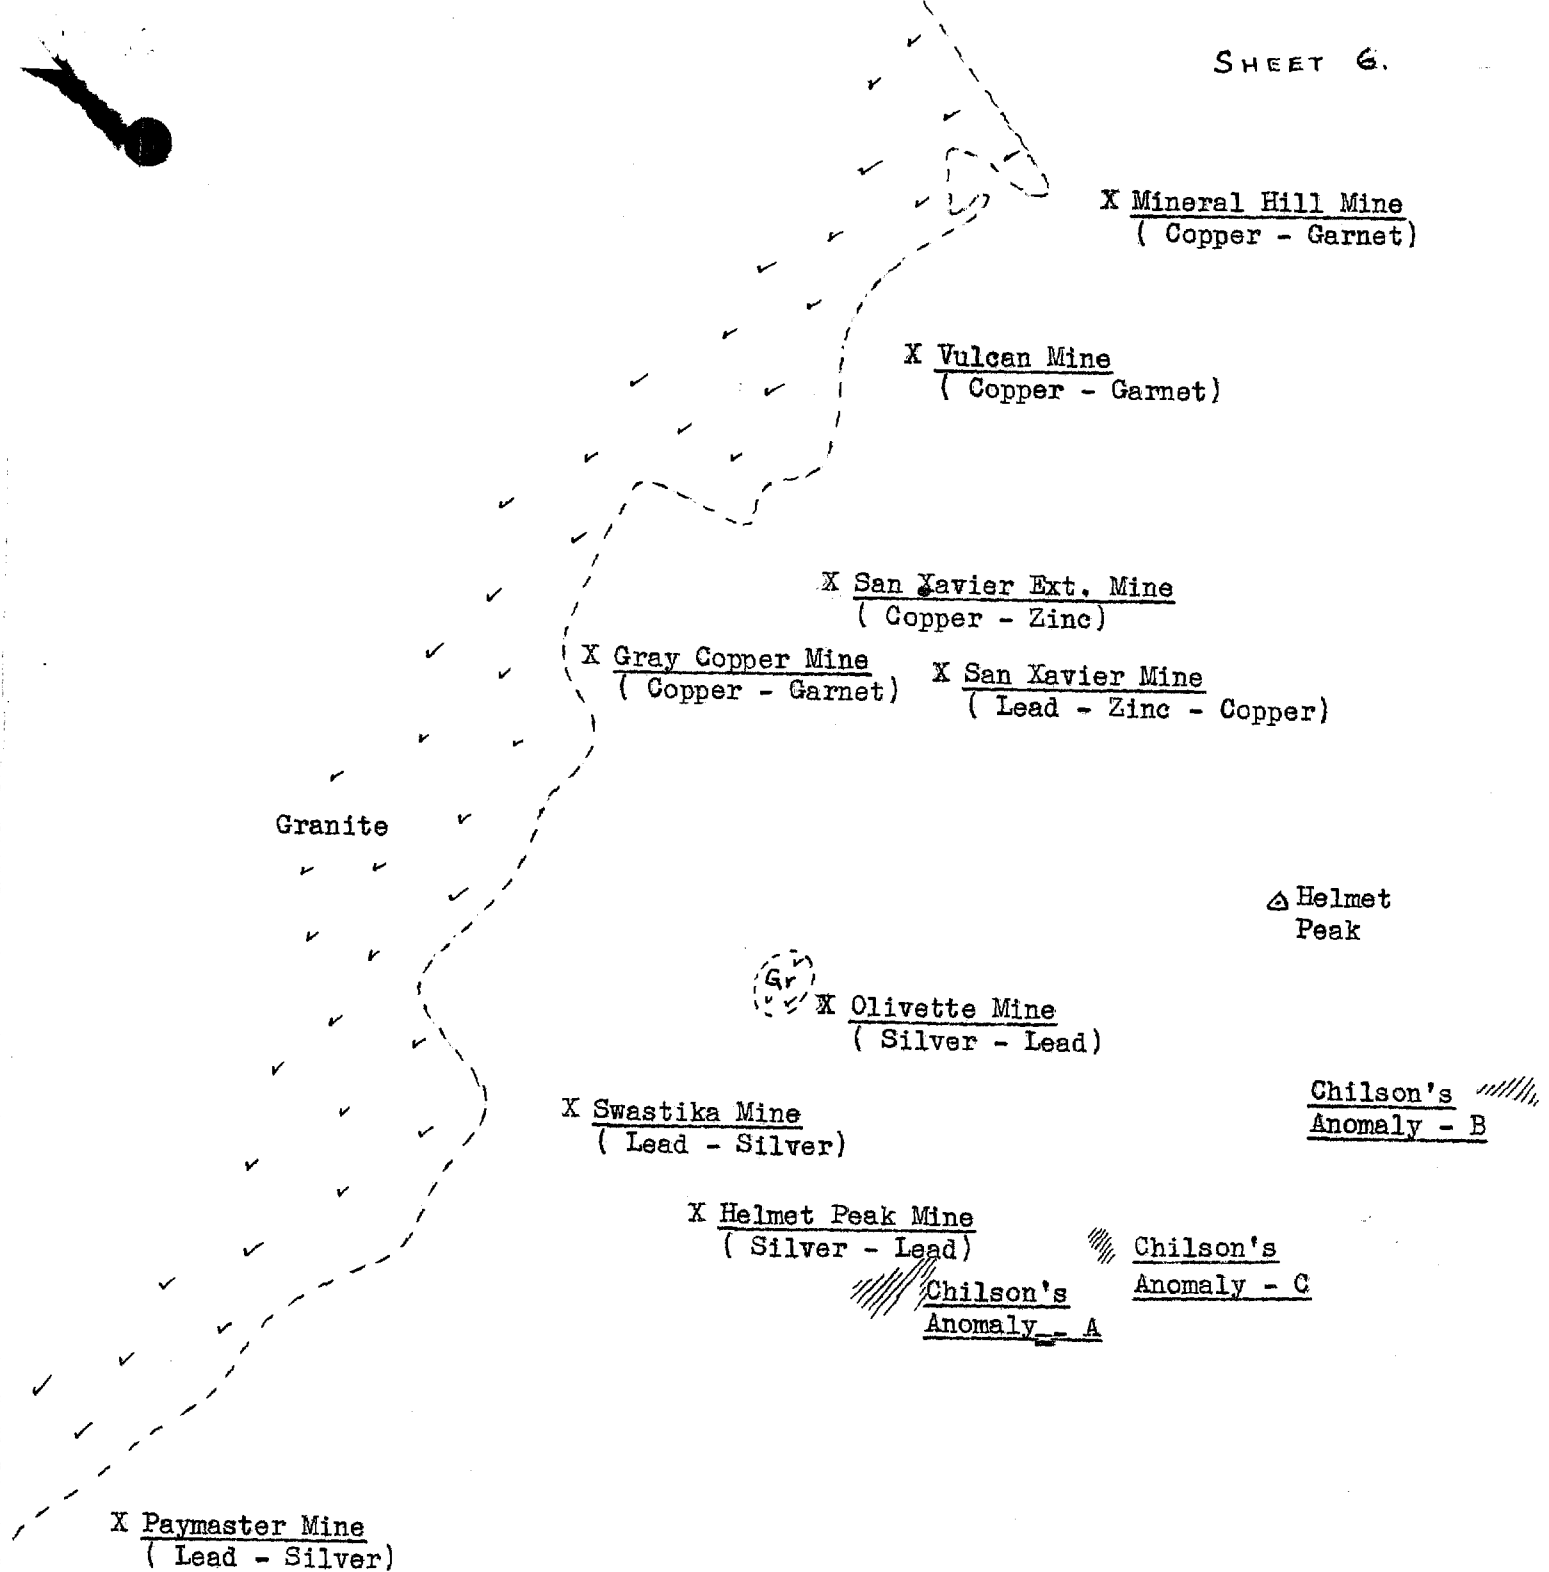 SHEET 6.
X Mineral Hill Mine
( Copper - Garnet)
X Vulcan Mine
( Copper - Garnet)
X San Xavier Ext. Mine
( Copper - Zinc)
X Gray Copper Mine
( Copper - Garnet)
X San Xavier Mine
( Lead - Zinc - Copper)
Granite
Helmet
Peak
Gr
X Olivette Mine
( Silver - Lead)
Chilson's
Anomaly - B
X Swastika Mine
( Lead - Silver)
X Helmet Peak Mine
( Silver - Lead)
Chilson's
Anomaly - C
Chilson's
Anomaly - A
X Paymaster Mine
( Lead - Silver)